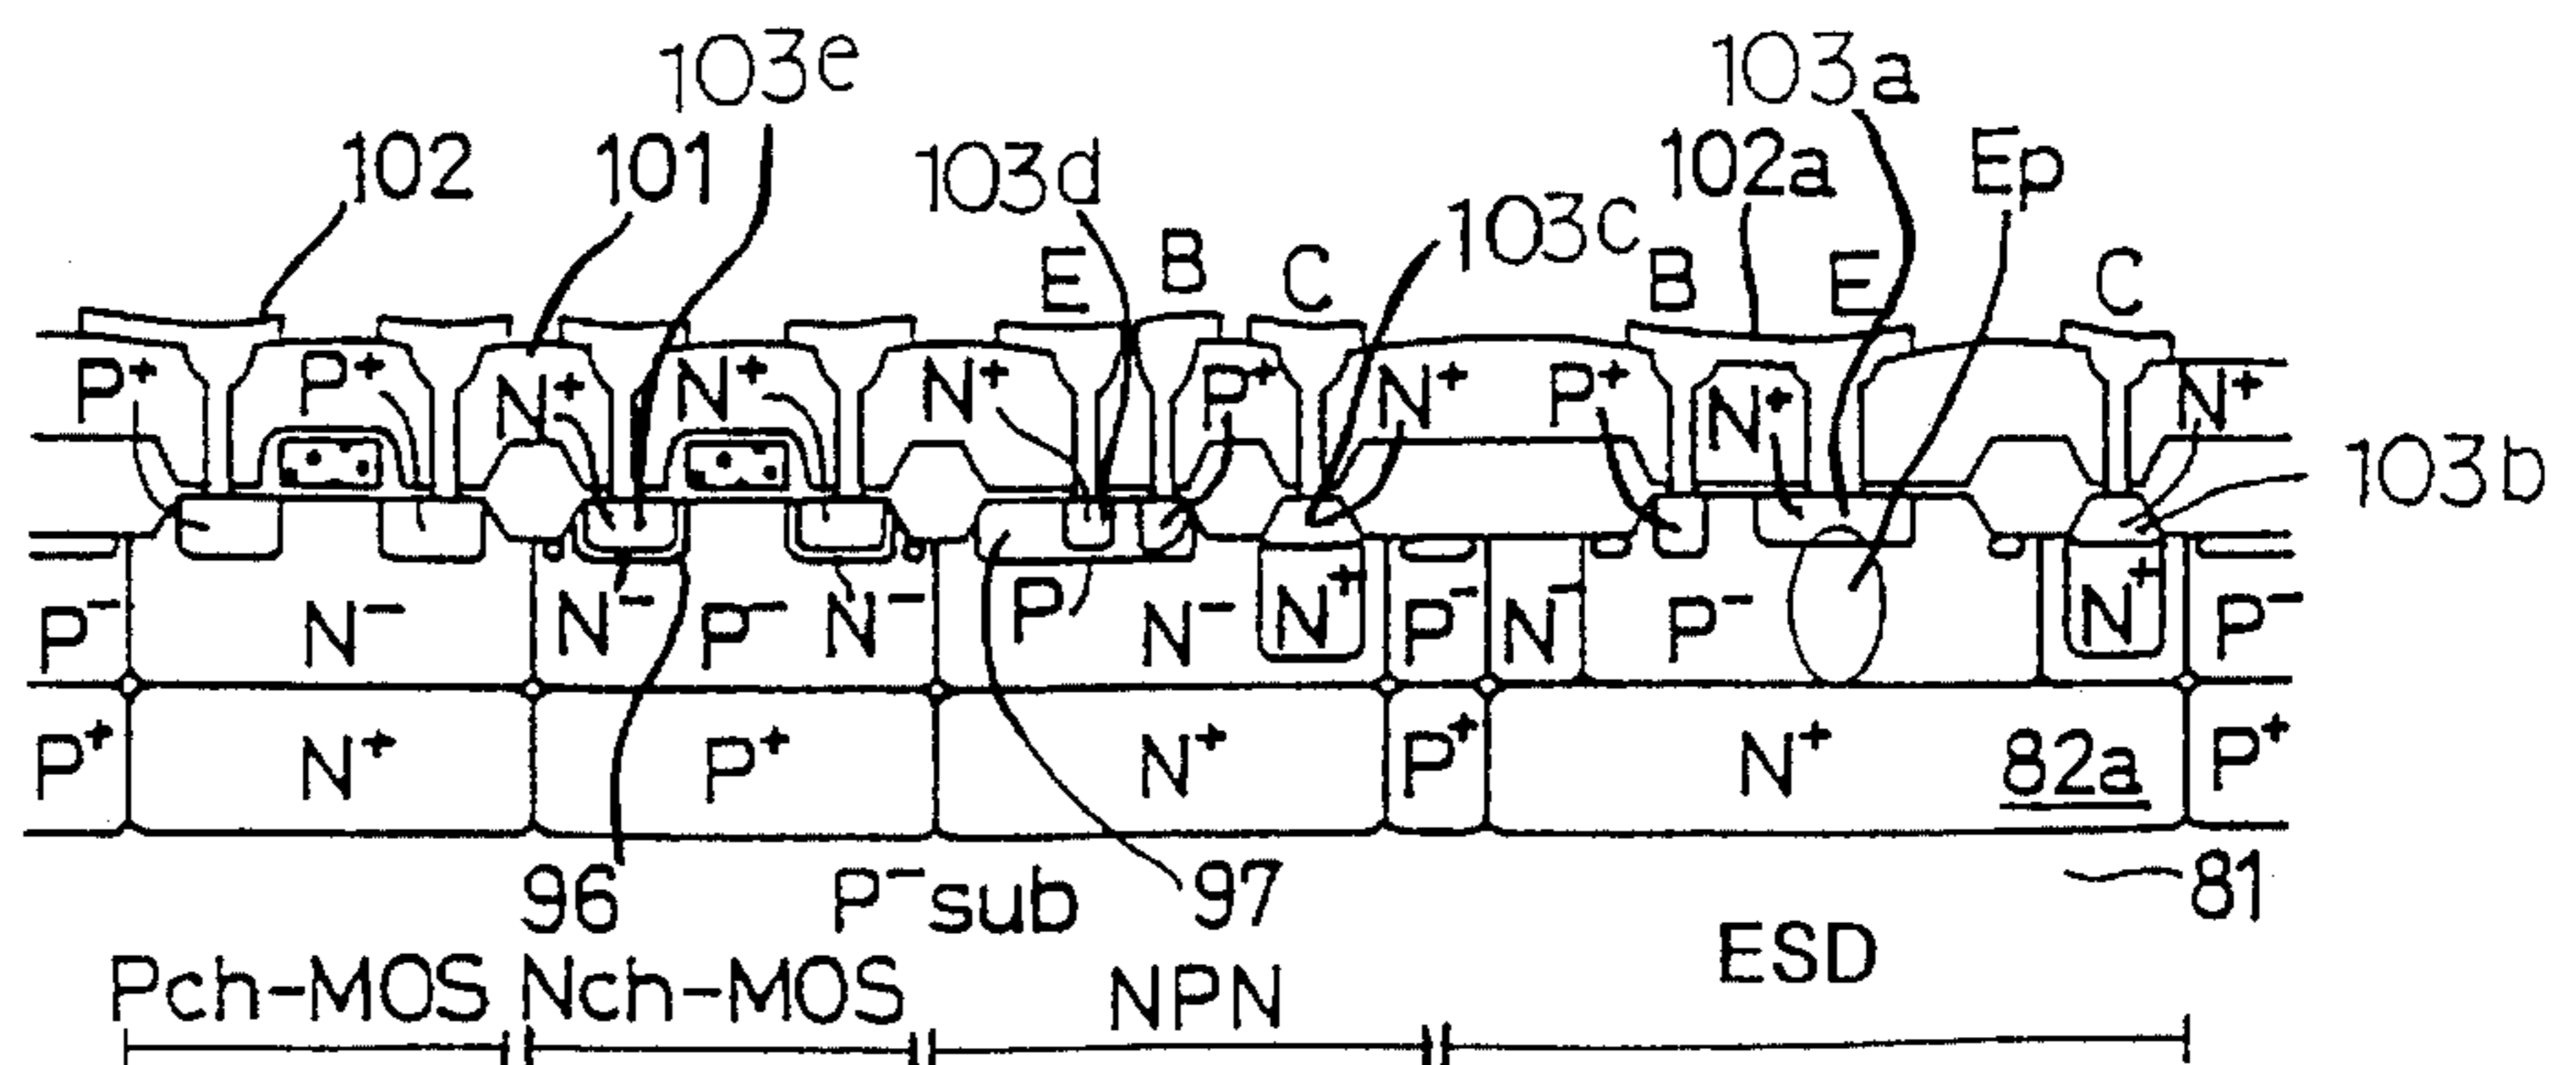 103e 103a
102 101 103d 102a Ep
E B C 103c B E C
P+ P+ N+ N+ N+ P+ N+ P+ N+ N+
103b
P- N- N- P- N- P N- N+ P- N- P- N+ P-
P+ N+ P+ N+ P+ N+ 82a P+
96 P-sub 97 81
Pch-MOS Nch-MOS NPN ESD